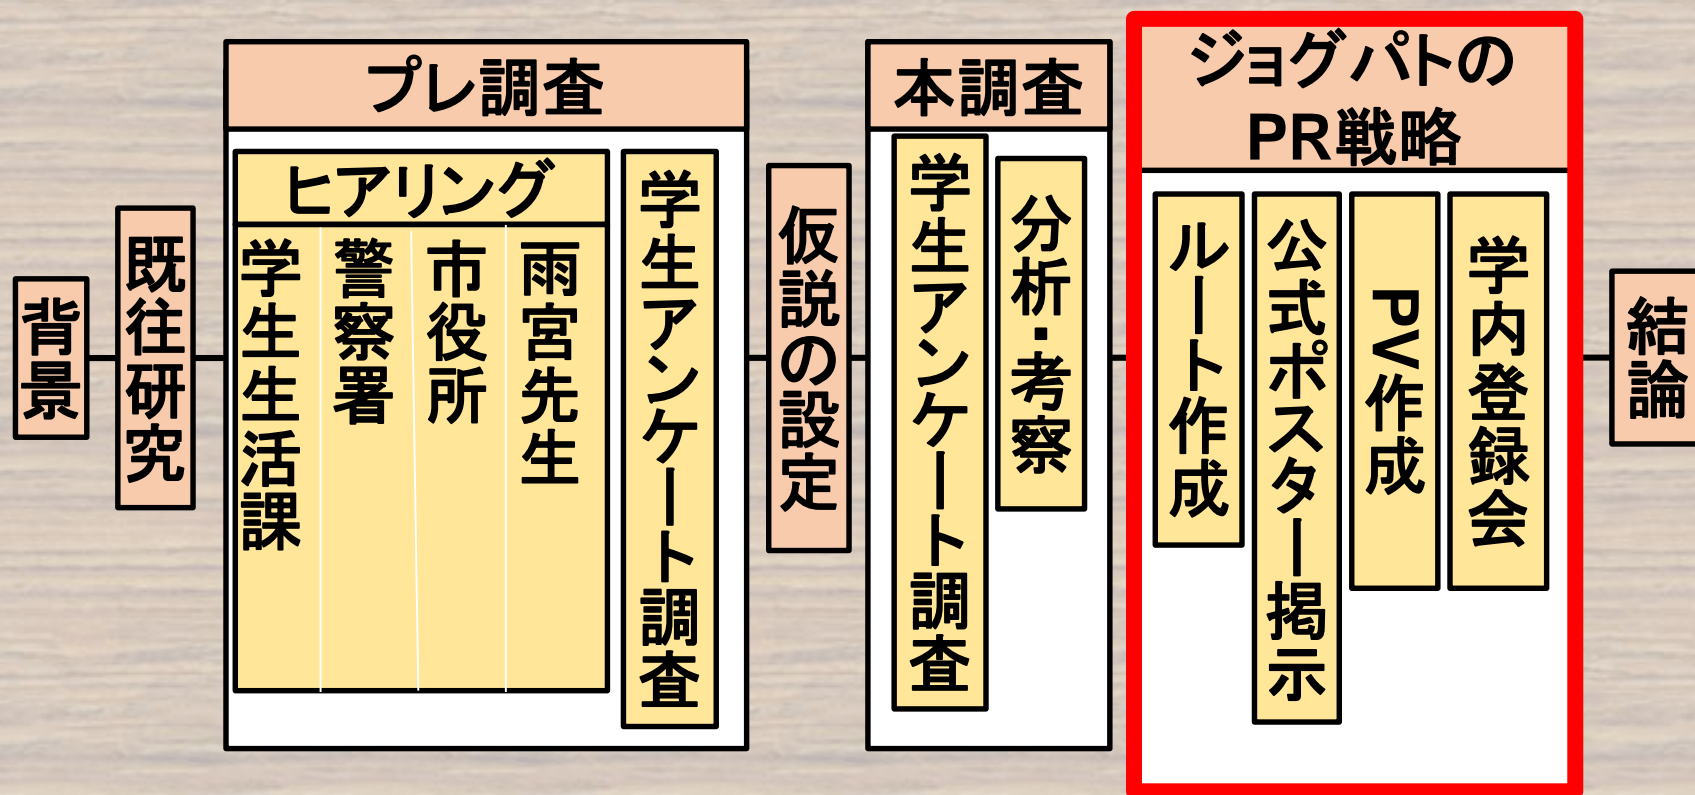 背景
既往研究
プレ調査
ヒアリング
学生生活課
警察署
市役所
雨宮先生
学生アンケート調査
仮説の設定
本調査
学生アンケート調査
分析・考察
ジョグパトの
PR戦略
ルート作成
公式ポスター掲示
PV作成
学内登録会
結論